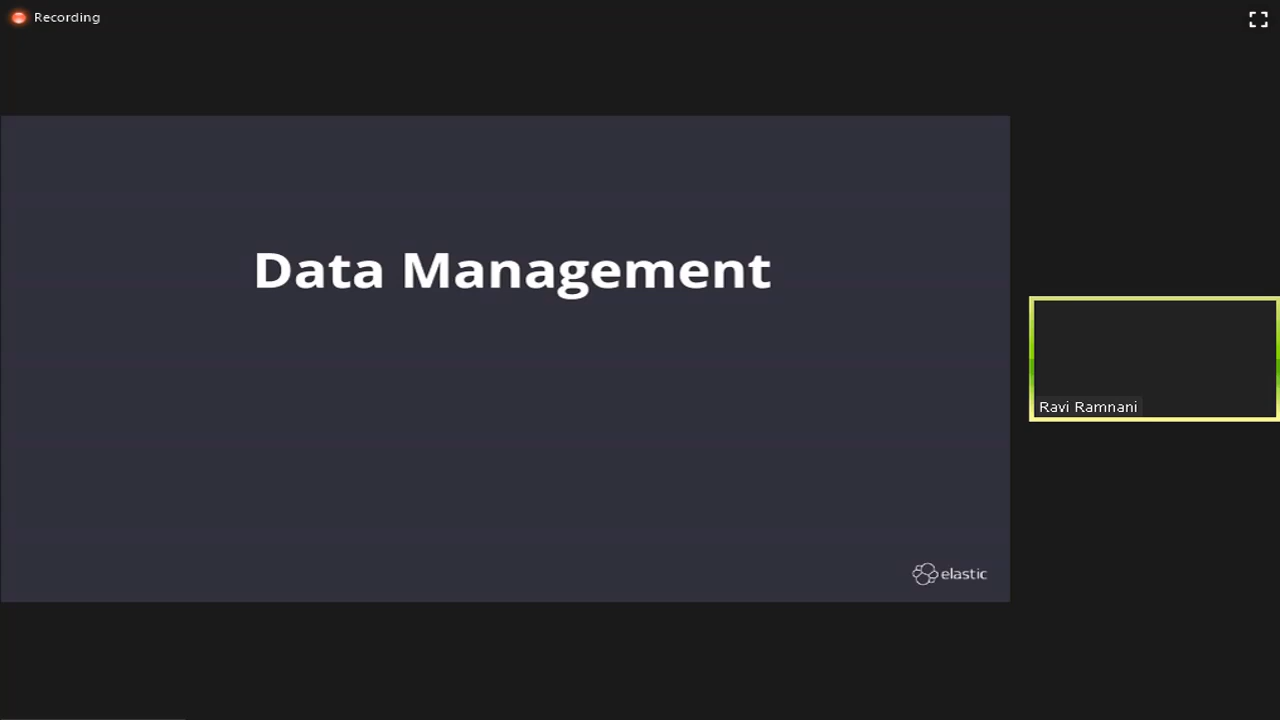 Recording
Data Management
Ravi Ramnani
elastic